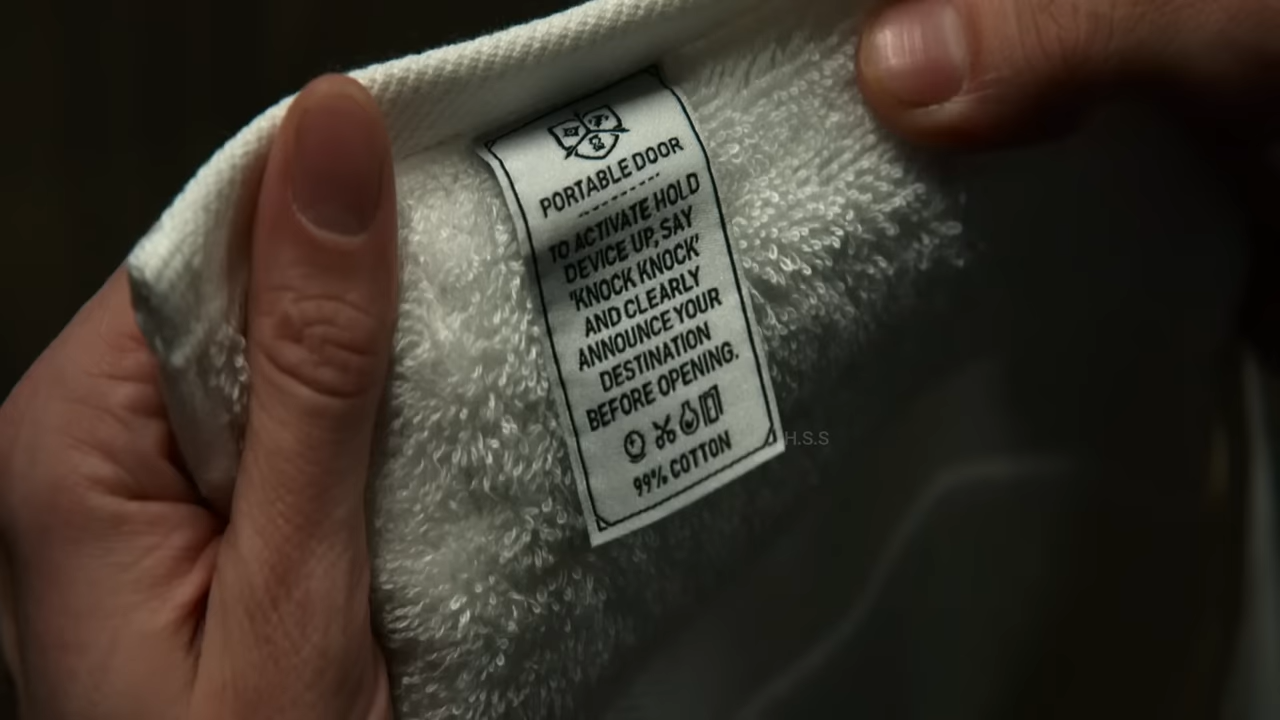 PORTABLE DOOR
TO ACTIVATE HOLD
DEVICE UP, SAY
'KNOCK KNOCK'
AND CLEARLY
ANNOUNCE YOUR
DESTINATION
BEFORE OPENING.
99% COTTON
H.S.S